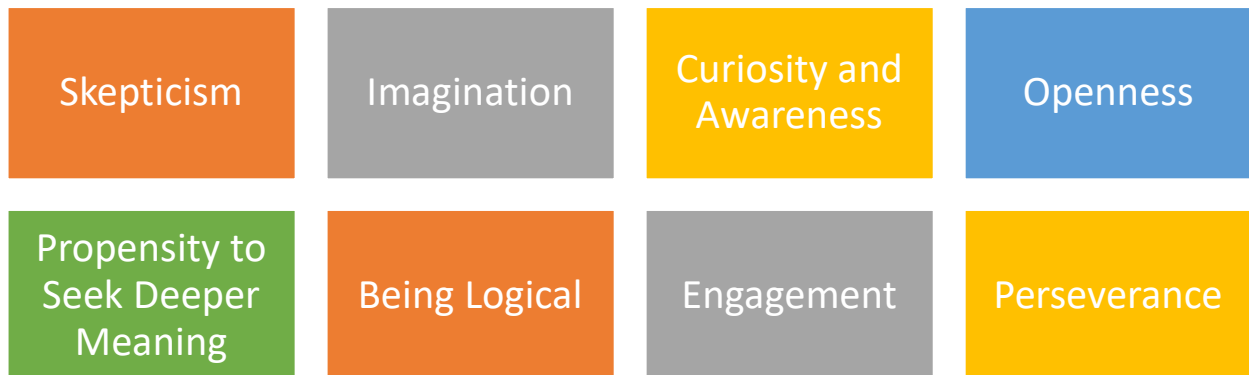 Skepticism
Imagination
Curiosity and
Awareness
Openness
Propensity to
Seek Deeper
Meaning
Being Logical
Engagement
Perseverance